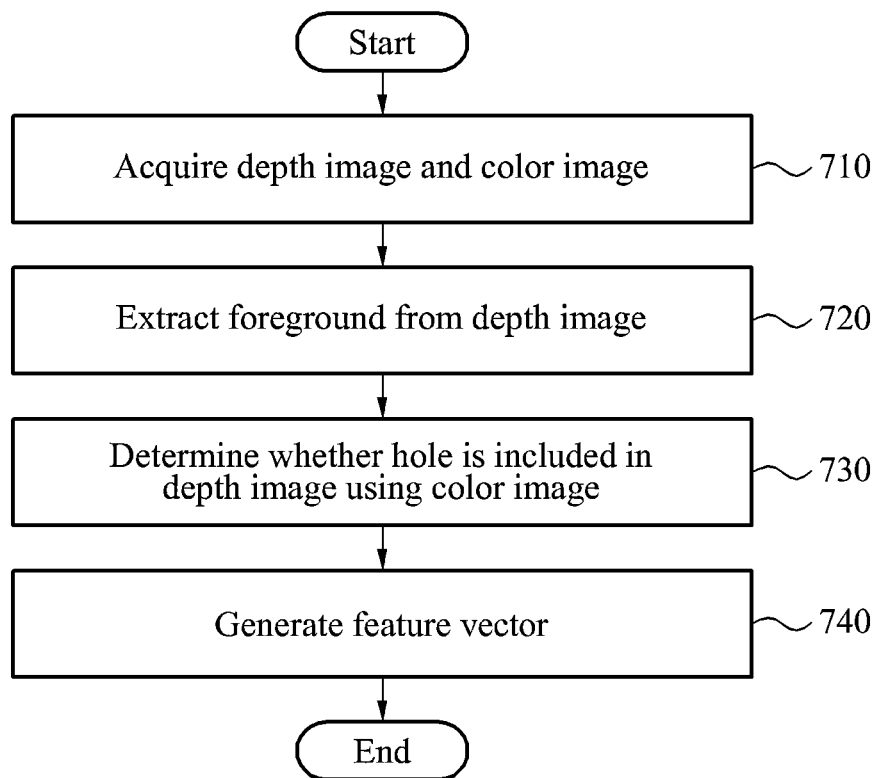 Start
Acquire depth image and color image
710
Extract foreground from depth image
720
Determine whether hole is included in
depth image using color image
730
Generate feature vector
740
End